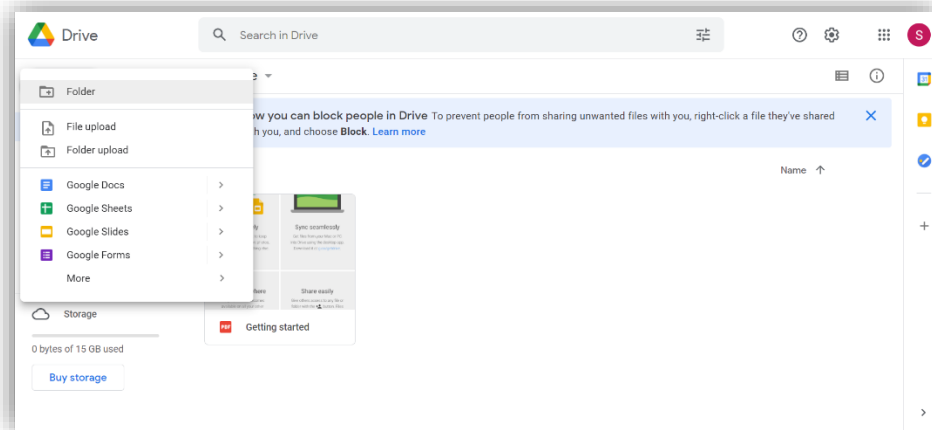 Drive
Search in Drive
S
Folder
File upload
Folder upload
Google Docs
Google Sheets
Google Slides
Google Forms
More
ow you can block people in Drive To prevent people from sharing unwanted files with you, right-click a file they've shared
h you, and choose Block. Learn more
Name
Sync seamlessly
Share easily
PDF Getting started
Storage
0 bytes of 15 GB used
Buy storage